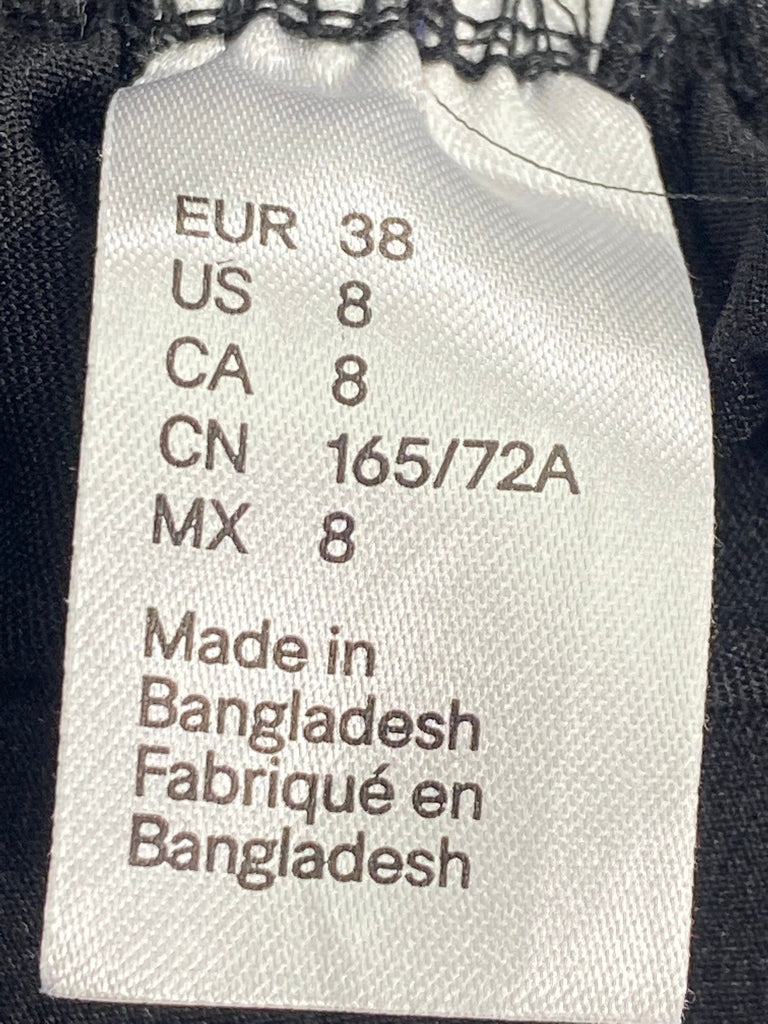 EUR 38
US 8
CA 8
CN 165/72A
MX 8
Made in
Bangladesh
Fabriqué en
Bangladesh